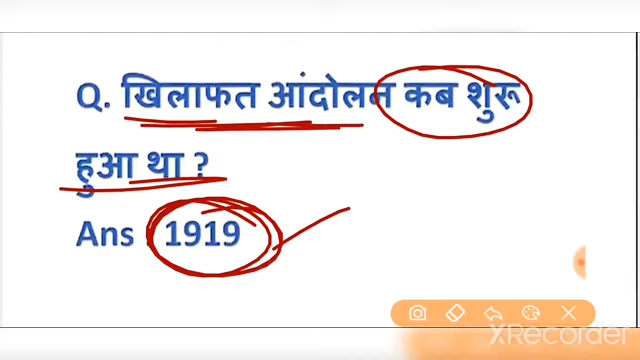 Q. खिलाफत आंदोलन कब शुरू
हुआ था ?
Ans : 1919
XRecorder